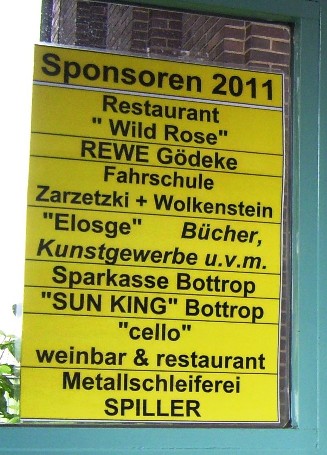 Sponsoren 2011
Restaurant
" Wild Rose"
REWE Gödeke
Fahrschule
Zarzetzki + Wolkenstein
"Elosge" Bücher,
Kunstgewerbe u.v.m.
Sparkasse Bottrop
"SUN KING" Bottrop
"cello"
weinbar & restaurant
Metallschleiferei
SPILLER